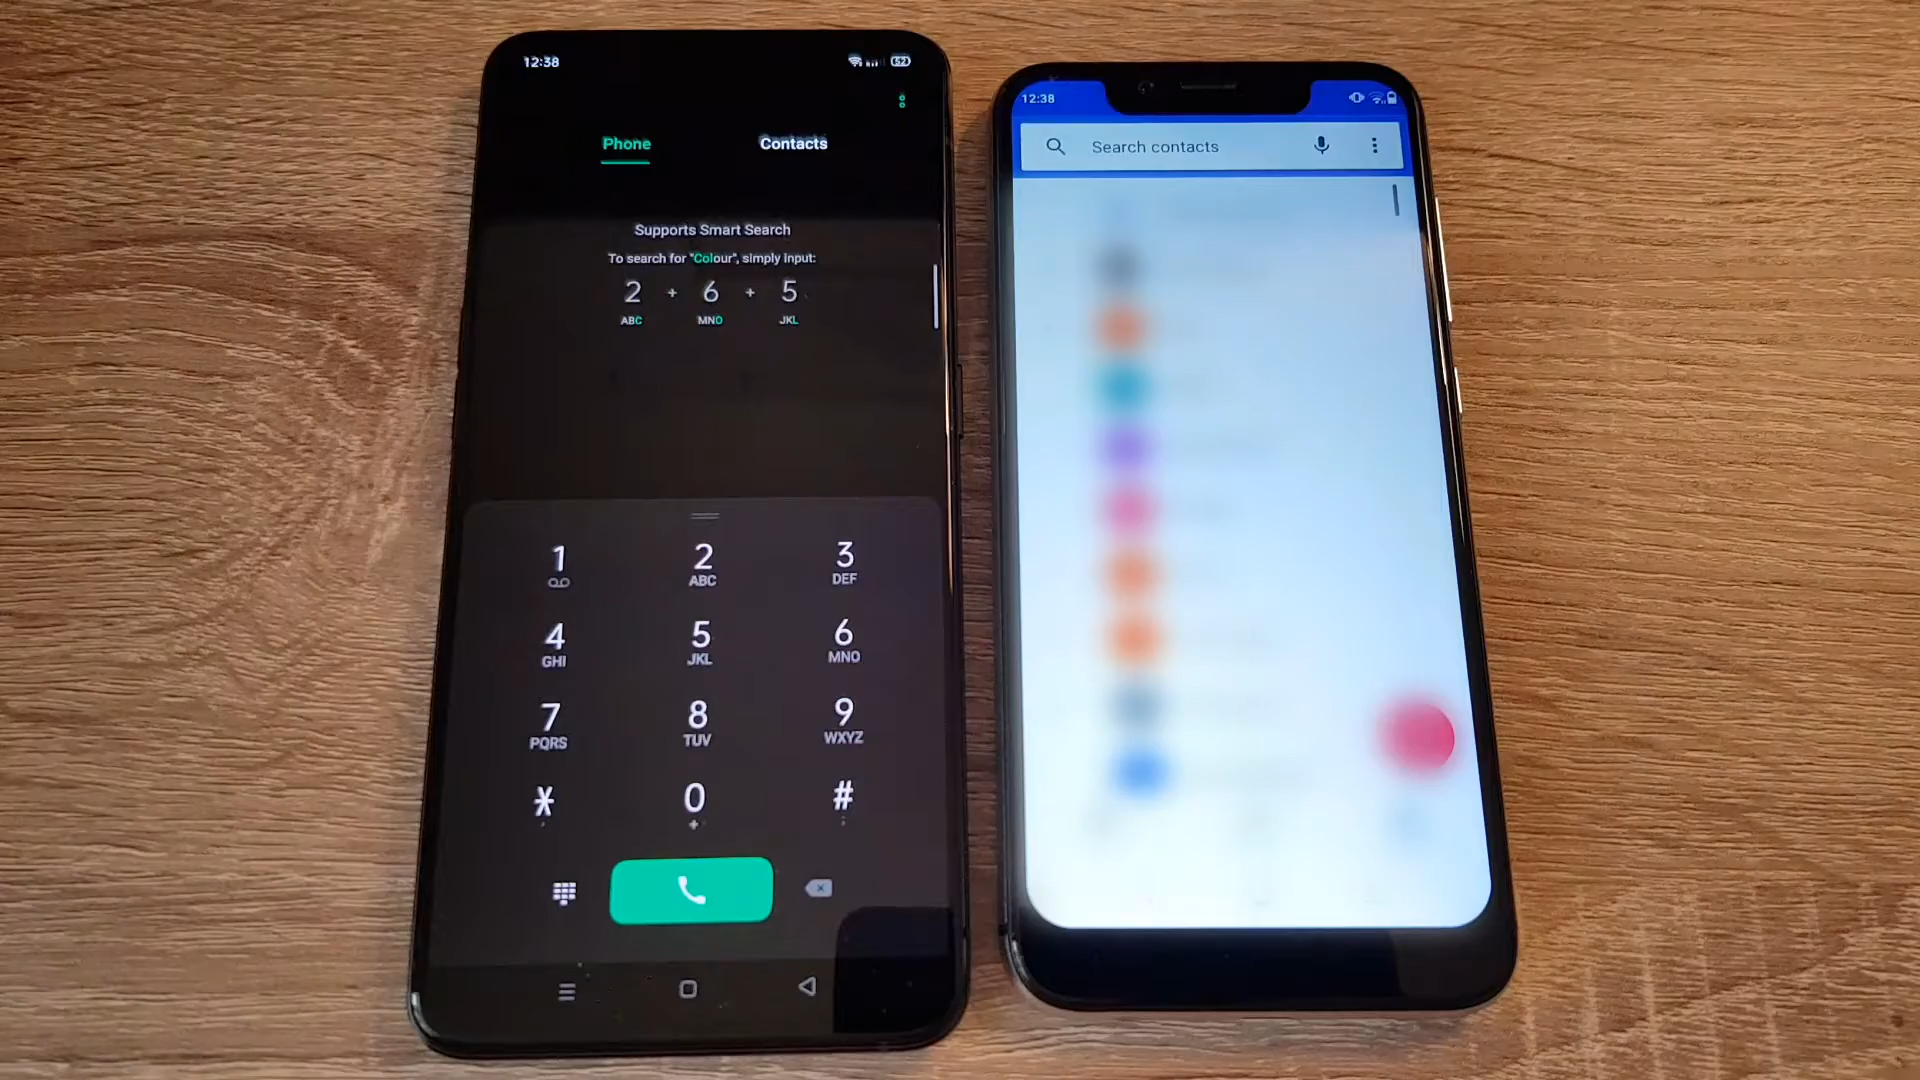 12:38
52
Phone Contacts
Supports Smart Search
To search for "Colour", simply input:
2 + 6 + 5
ABC MNO JKL
1 2 3
ABC DEF
4 5 6
GHI JKL MNO
7 8 9
PQRS TUV WXYZ
* 0 #
+
12:38
Search contacts